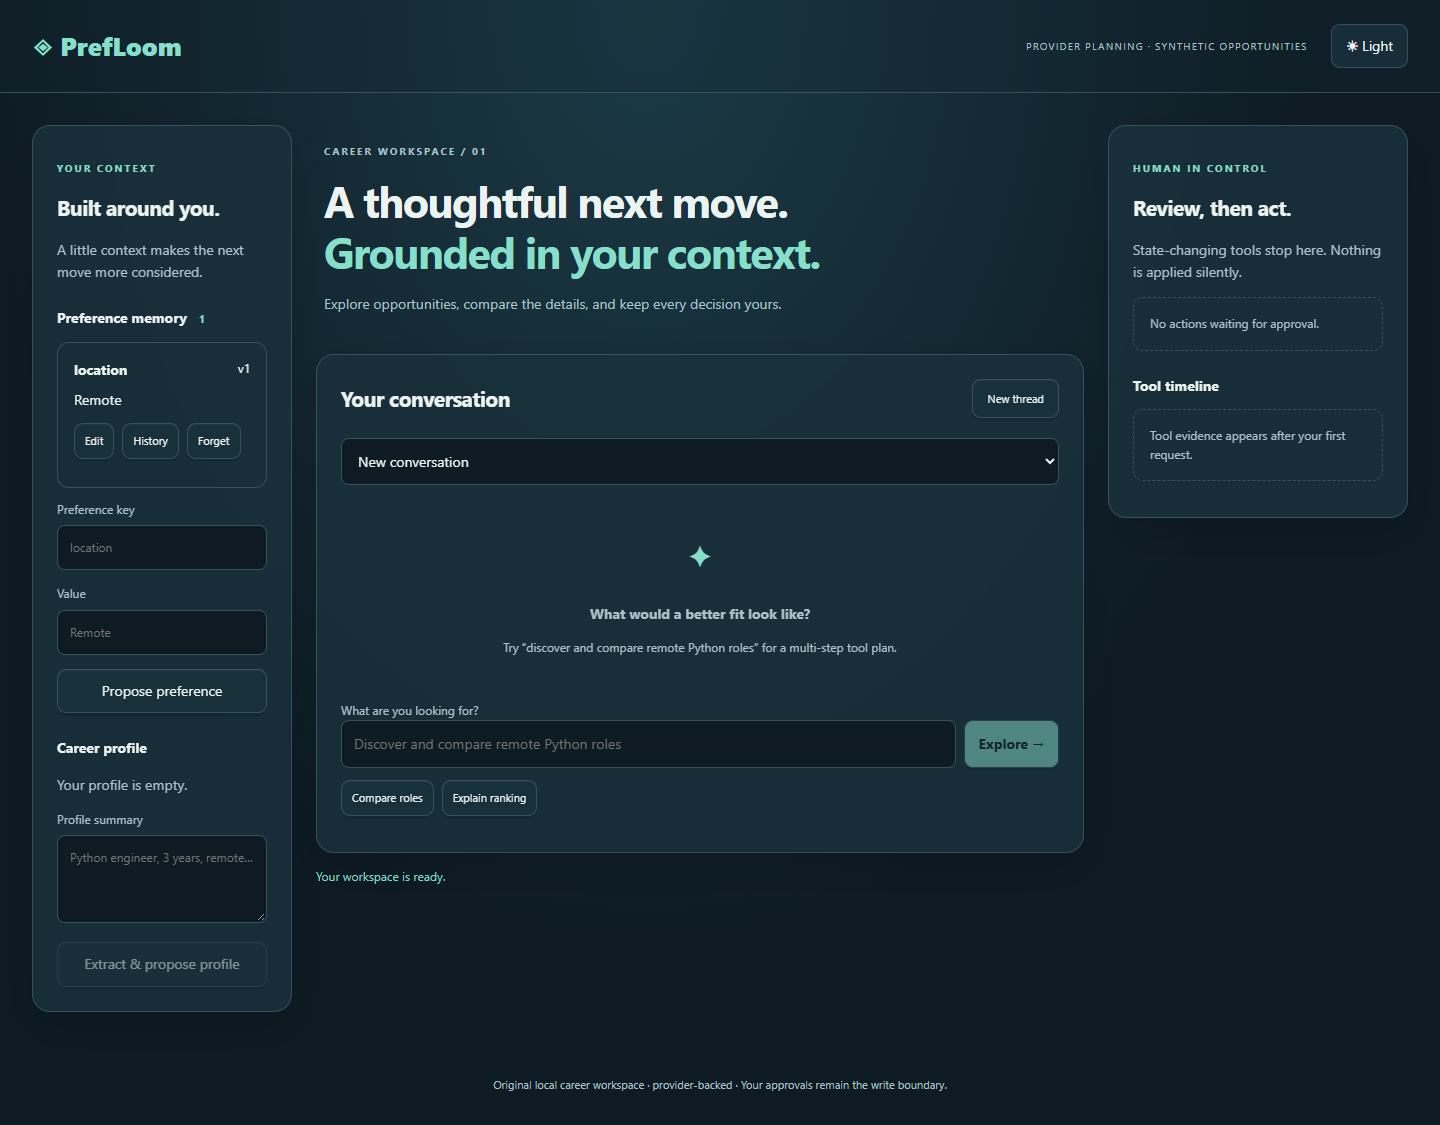 PrefLoom
PROVIDER PLANNING · SYNTHETIC OPPORTUNITIES
☀ Light
YOUR CONTEXT
Built around you.
A little context makes the next
move more considered.
Preference memory 1
location v1
Remote
Edit History Forget
Preference key
location
Value
Remote
Propose preference
Career profile
Your profile is empty.
Profile summary
Python engineer, 3 years, remote...
Extract & propose profile
CAREER WORKSPACE / 01
A thoughtful next move.
Grounded in your context.
Explore opportunities, compare the details, and keep every decision yours.
Your conversation
New thread
New conversation
What would a better fit look like?
Try “discover and compare remote Python roles” for a multi-step tool plan.
What are you looking for?
Discover and compare remote Python roles
Explore →
Compare roles Explain ranking
Your workspace is ready.
HUMAN IN CONTROL
Review, then act.
State-changing tools stop here. Nothing
is applied silently.
No actions waiting for approval.
Tool timeline
Tool evidence appears after your first
request.
Original local career workspace · provider-backed · Your approvals remain the write boundary.